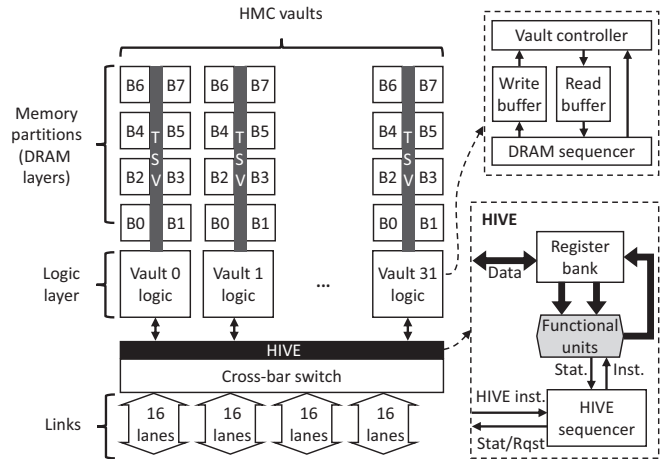 HMC vaults
Memory
partitions
(DRAM
layers)
B6 B7 B6 B7 B6 B7
B4 B5 B4 B5 B4 B5
B2 B3 B2 B3 B2 B3
B0 B1 B0 B1 B0 B1
TSV TSV TSV
Logic
layer
Vault 0
logic
Vault 1
logic
...
Vault 31
logic
HIVE
Cross-bar switch
Links
16
lanes
16
lanes
16
lanes
16
lanes
Vault controller
Write
buffer
Read
buffer
DRAM sequencer
HIVE
Register
bank
Data
Functional
units
Stat. Inst.
HIVE inst.
HIVE
sequencer
Stat/Rqst